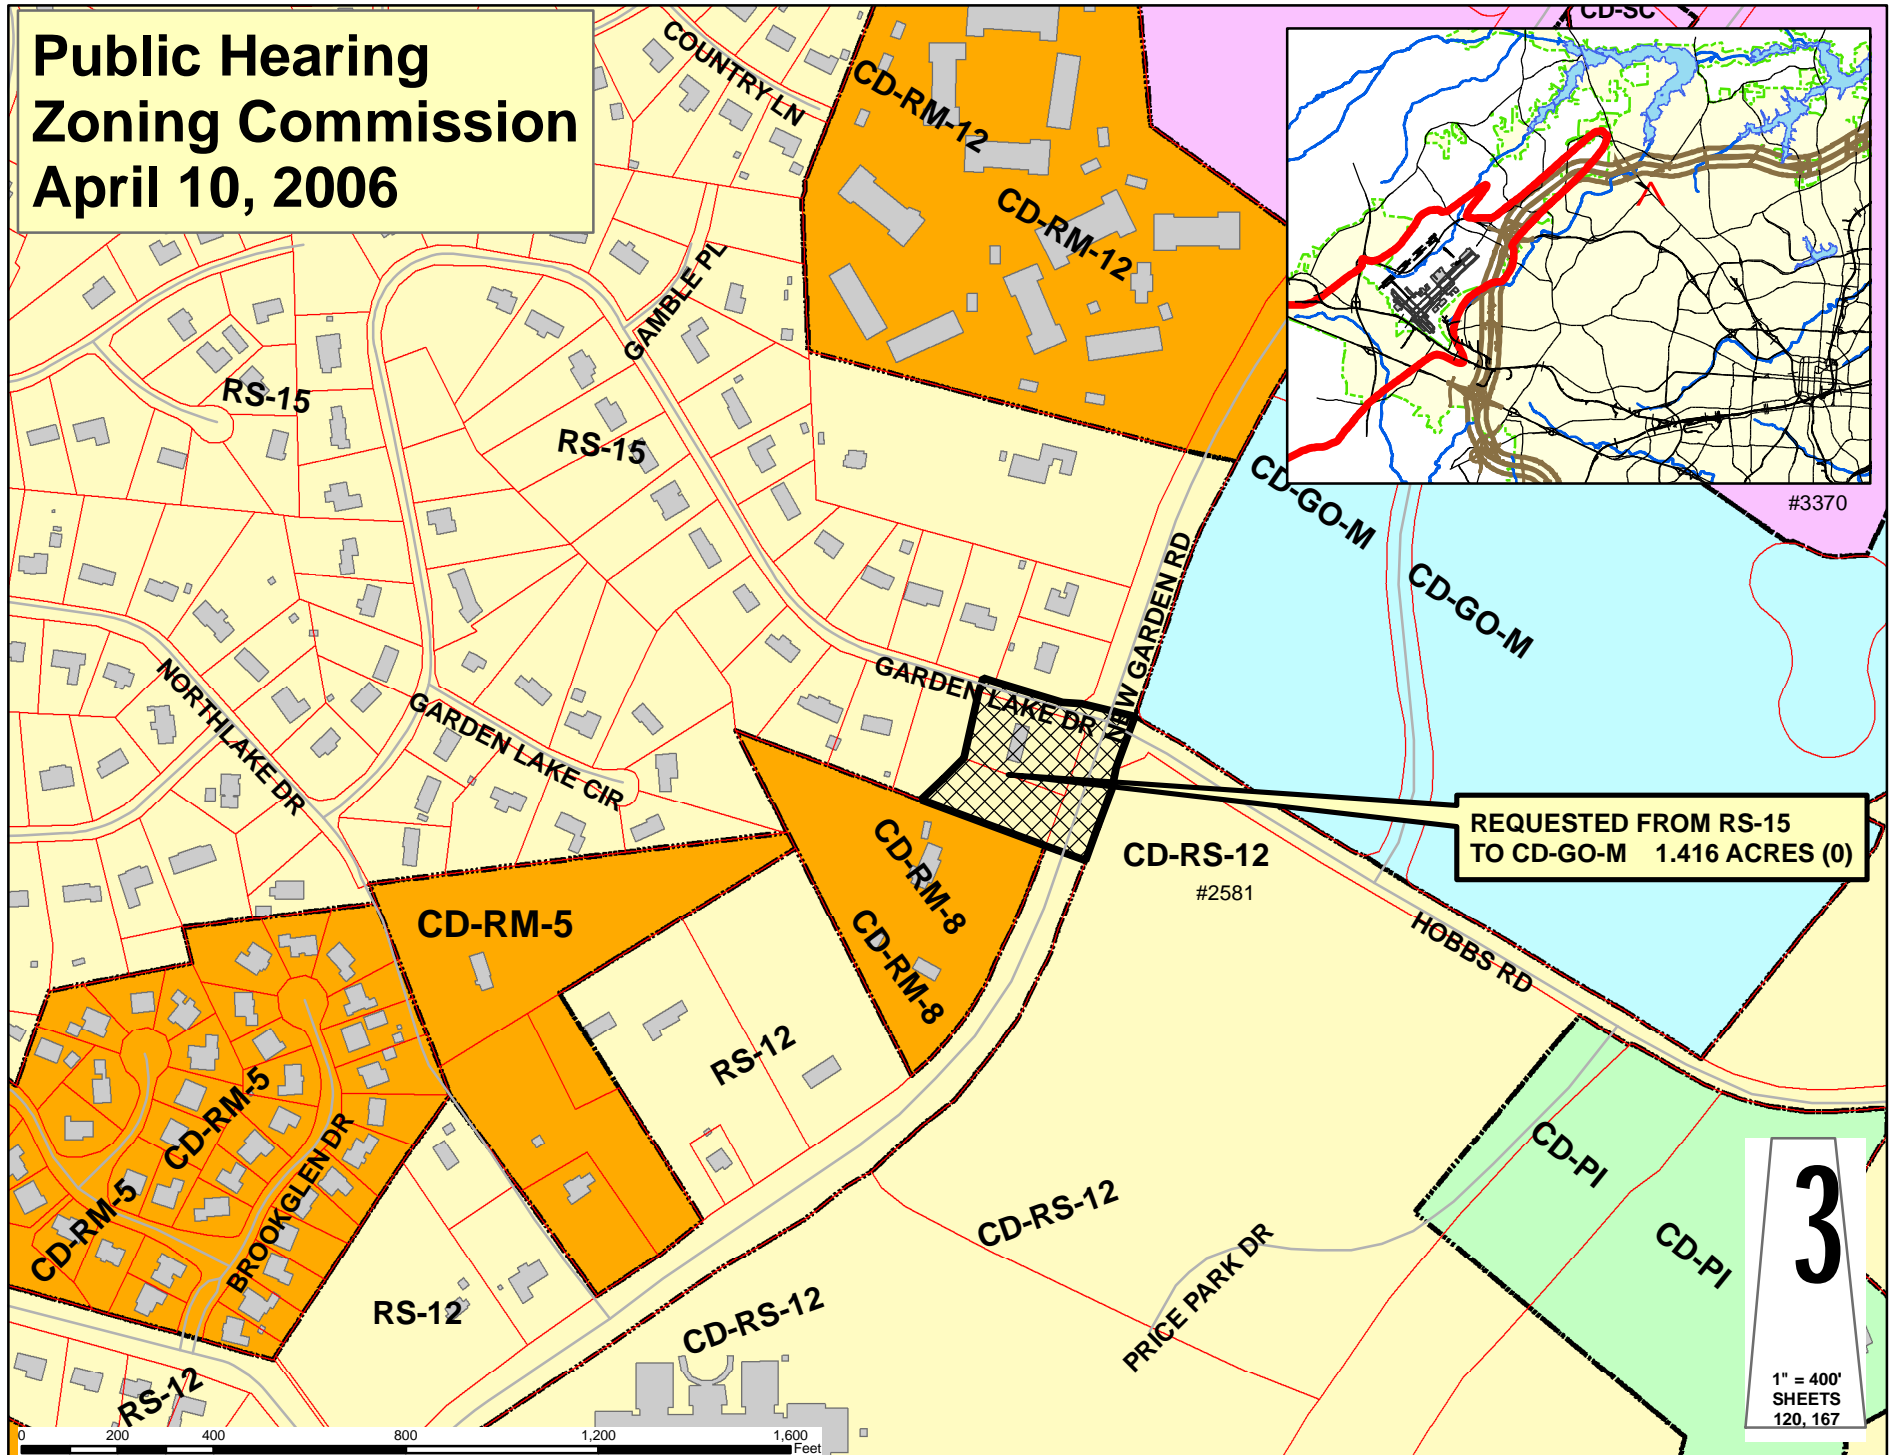 Public Hearing
Zoning Commission
April 10, 2006
CD-SC
COUNTRY LN
CD-RM-12
CD-RM-12
#3370
GAMBLE PL
RS-15
RS-15
CD-GO-M
CD-GO-M
NEW GARDEN RD
GARDEN LAKE DR
NORTHLAKE DR
GARDEN LAKE CIR
REQUESTED FROM RS-15
TO CD-GO-M 1.416 ACRES (0)
CD-RS-12
#2581
CD-RM-8
CD-RM-8
CD-RM-5
HOBBS RD
RS-12
CD-RM-5
CD-RM-5
BROOKGLEN DR
CD-PI
CD-PI
CD-RS-12
PRICE PARK DR
RS-12
CD-RS-12
RS-12
3
1" = 400'
SHEETS
120, 167
0 200 400 800 1,200 1,600
Feet